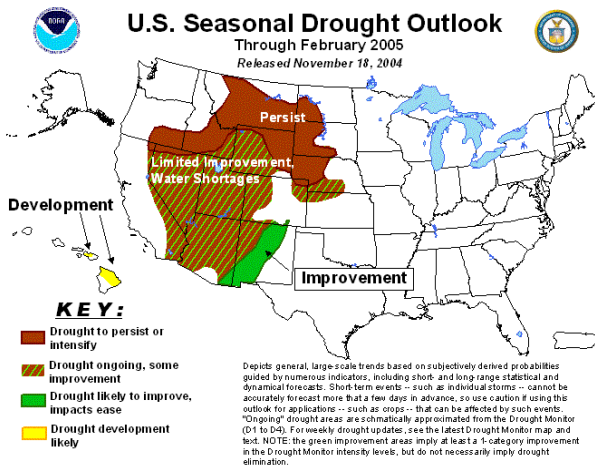 NOAA
U.S. Seasonal Drought Outlook
Through February 2005
Released November 18, 2004
Persist
Limited Improvement,
Water Shortages
Development
Improvement
KEY:
Drought to persist or
intensify
Drought ongoing, some
improvement
Drought likely to improve,
impacts ease
Drought development
likely
Depicts general, large-scale trends based on subjectively derived probabilities
guided by numerous indicators, including short- and long-range statistical and
dynamical forecasts. Short-term events -- such as individual storms -- cannot be
accurately forecast more that a few days in advance, so use caution if using this
outlook for applications -- such as crops -- that can be affected by such events.
"Ongoing" drought areas are schmatically approximated from the Drought Monitor
(D1 to D4). For weekly drought updates, see the latest Drought Monitor map and
text. NOTE: the green improvement areas imply at least a 1-category improvement
in the Drought Monitor intensity levels, but do not necessarily imply drought
elimination.